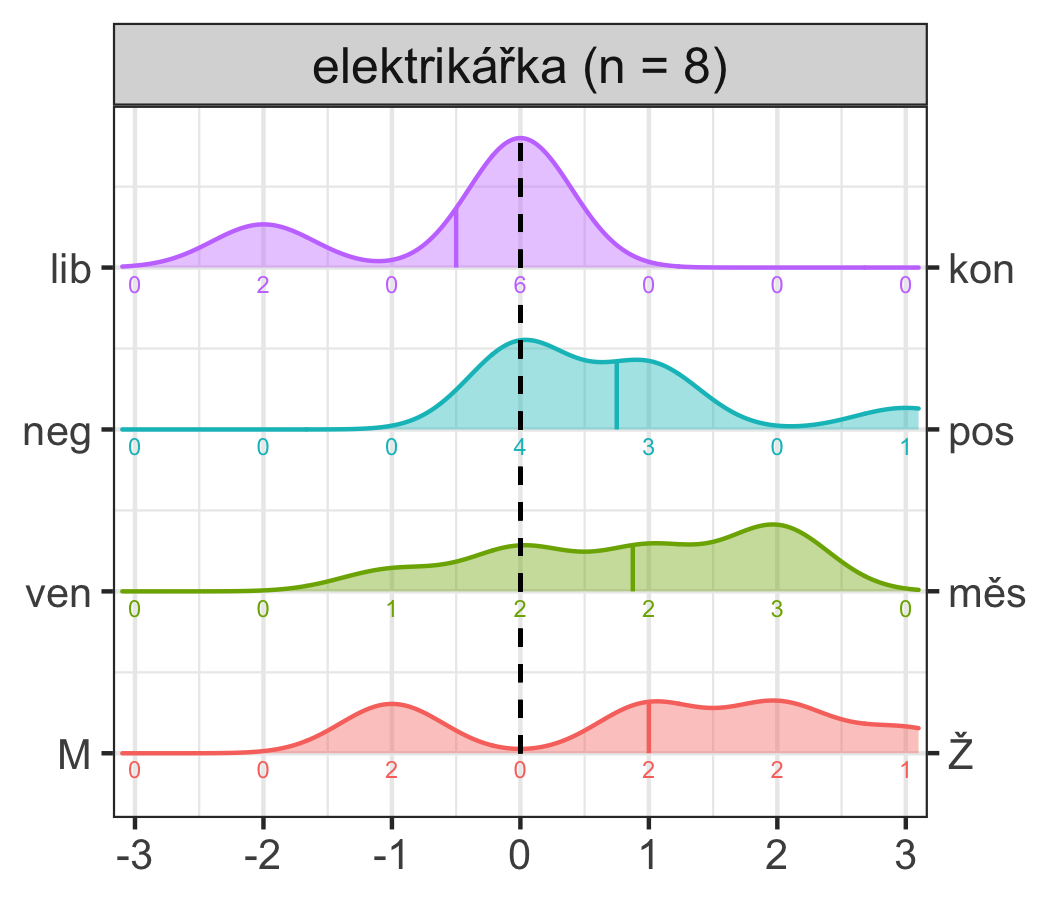 elektrikářka (n = 8)
lib kon
0 2 0 6 0 0 0
neg pos
0 0 0 4 3 0 1
ven měs
0 0 1 2 2 3 0
M Ž
0 0 2 0 2 2 1
-3 -2 -1 0 1 2 3